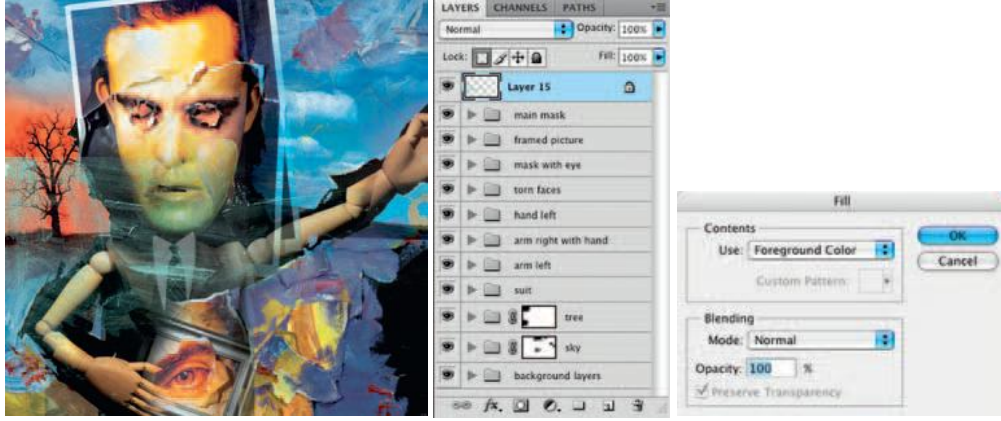 LAYERS CHANNELS PATHS
Normal Opacity: 100%
Lock: Fill: 100%
Layer 15
main mask
framed picture
mask with eye
torn faces
hand left
arm right with hand
arm left
suit
tree
sky
background layers
fx.
Fill
Contents
Use: Foreground Color
Custom Pattern:
OK
Cancel
Blending
Mode: Normal
Opacity: 100 %
Preserve Transparency